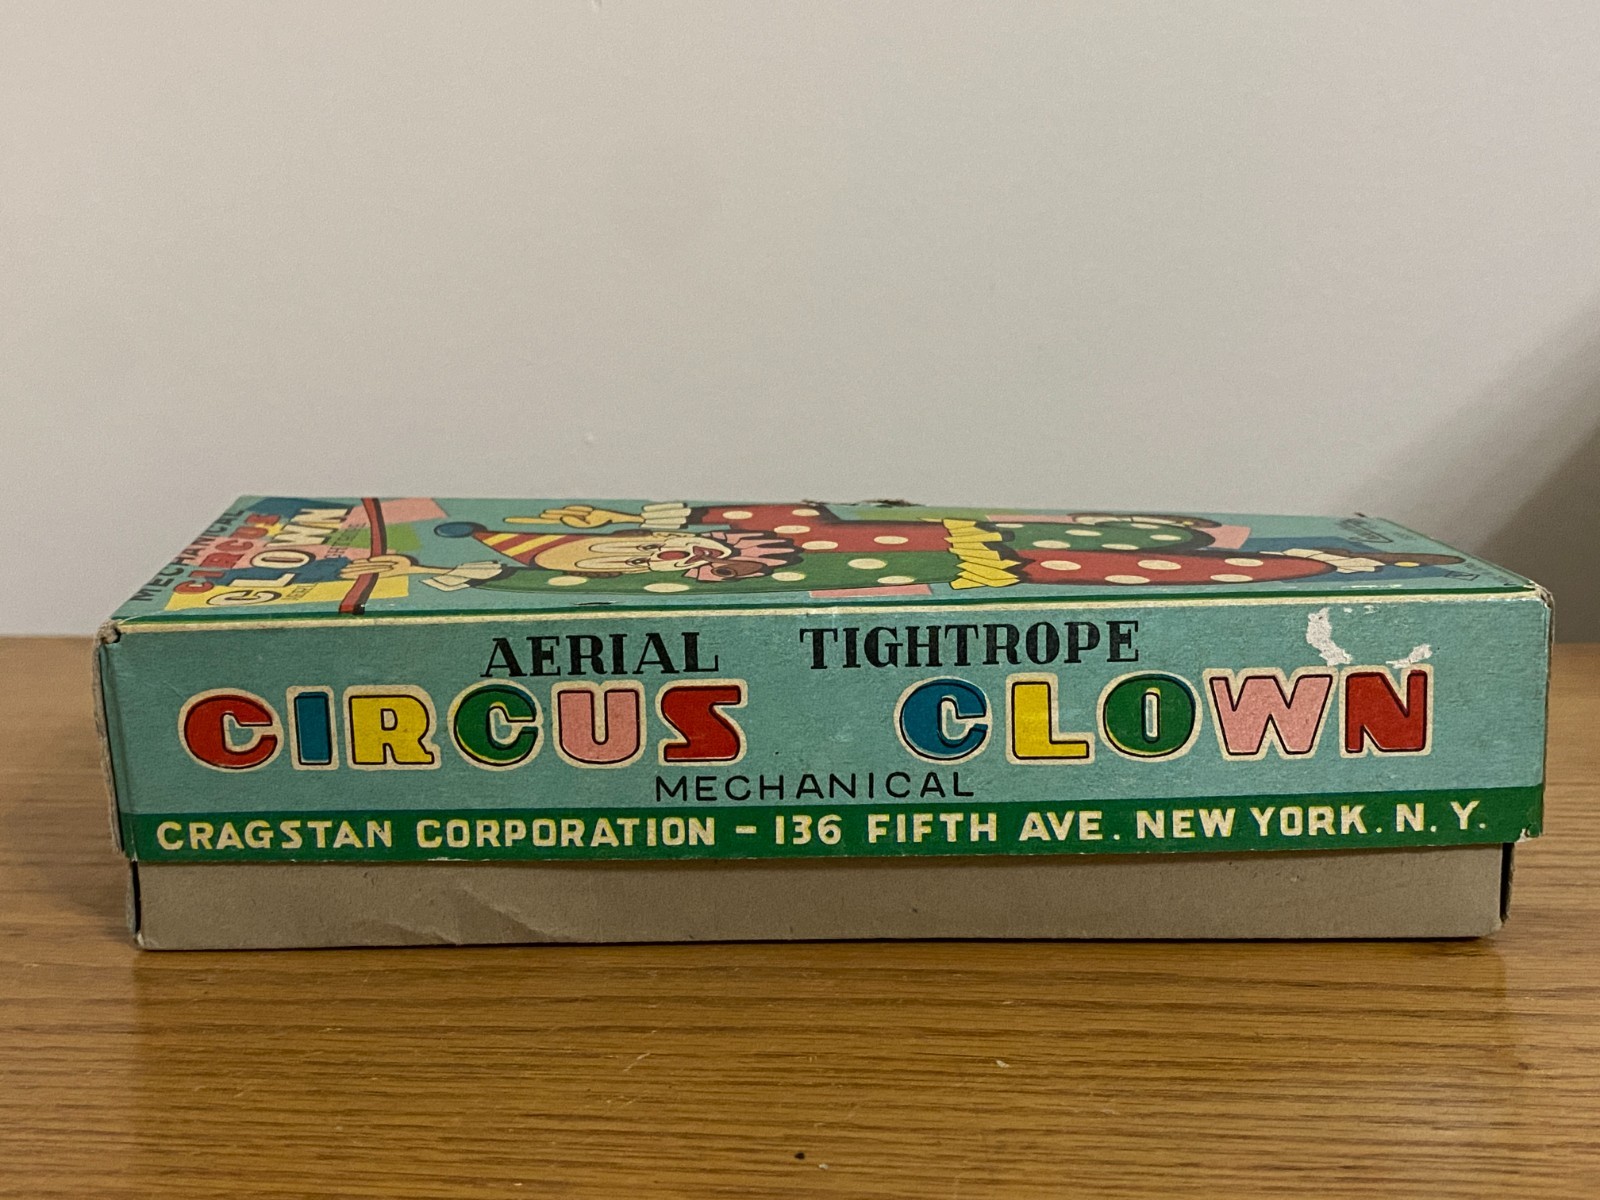 MECHANICAL
CIRCUS
CLOWN
AERIAL TIGHTROPE
CIRCUS CLOWN
MECHANICAL
CRAGSTAN CORPORATION - 136 FIFTH AVE. NEW YORK. N. Y.